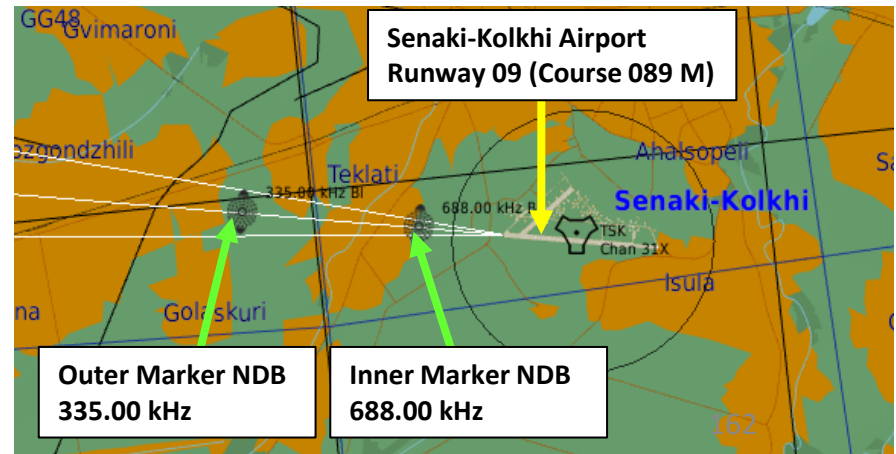 GG48
Gvimaroni
Senaki-Kolkhi Airport
Runway 09 (Course 089 M)
ozgondzhili
Teklati
Ahalsopeli
335.00 kHz BI
688.00 kHz B
Senaki-Kolkhi
TSK
Chan 31X
Isula
na
Golaskuri
Outer Marker NDB
335.00 kHz
Inner Marker NDB
688.00 kHz
162